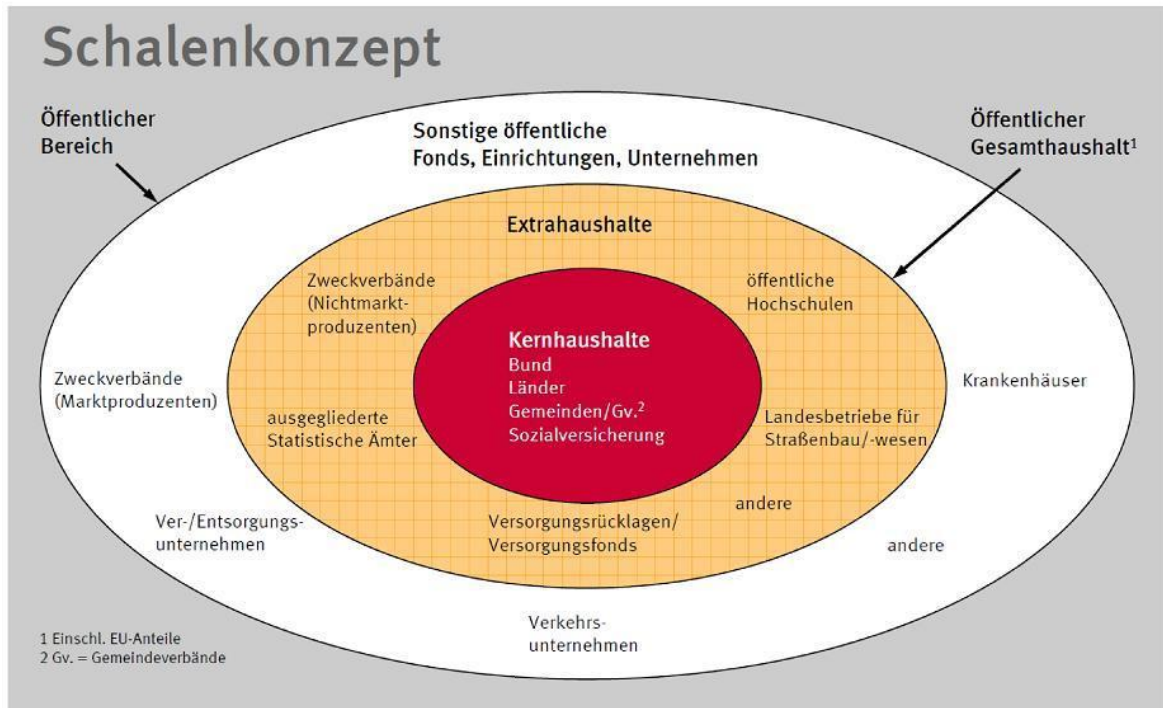 Schalenkonzept
Öffentlicher
Bereich
Sonstige öffentliche
Fonds, Einrichtungen, Unternehmen
Öffentlicher
Gesamthaushalt¹
Extrahaushalte
Zweckverbände
(Nichtmarkt-
produzenten)
öffentliche
Hochschulen
Kernhaushalte
Bund
Länder
Gemeinden/Gv.²
Sozialversicherung
Zweckverbände
(Marktproduzenten)
Krankenhäuser
ausgegliederte
Statistische Ämter
Landesbetriebe für
Straßenbau/-wesen
andere
Ver-/Entsorgungs-
unternehmen
Versorgungsrücklagen/
Versorgungsfonds
andere
Verkehrs-
unternehmen
1 Einschl. EU-Anteile
2 Gv. = Gemeindeverbände